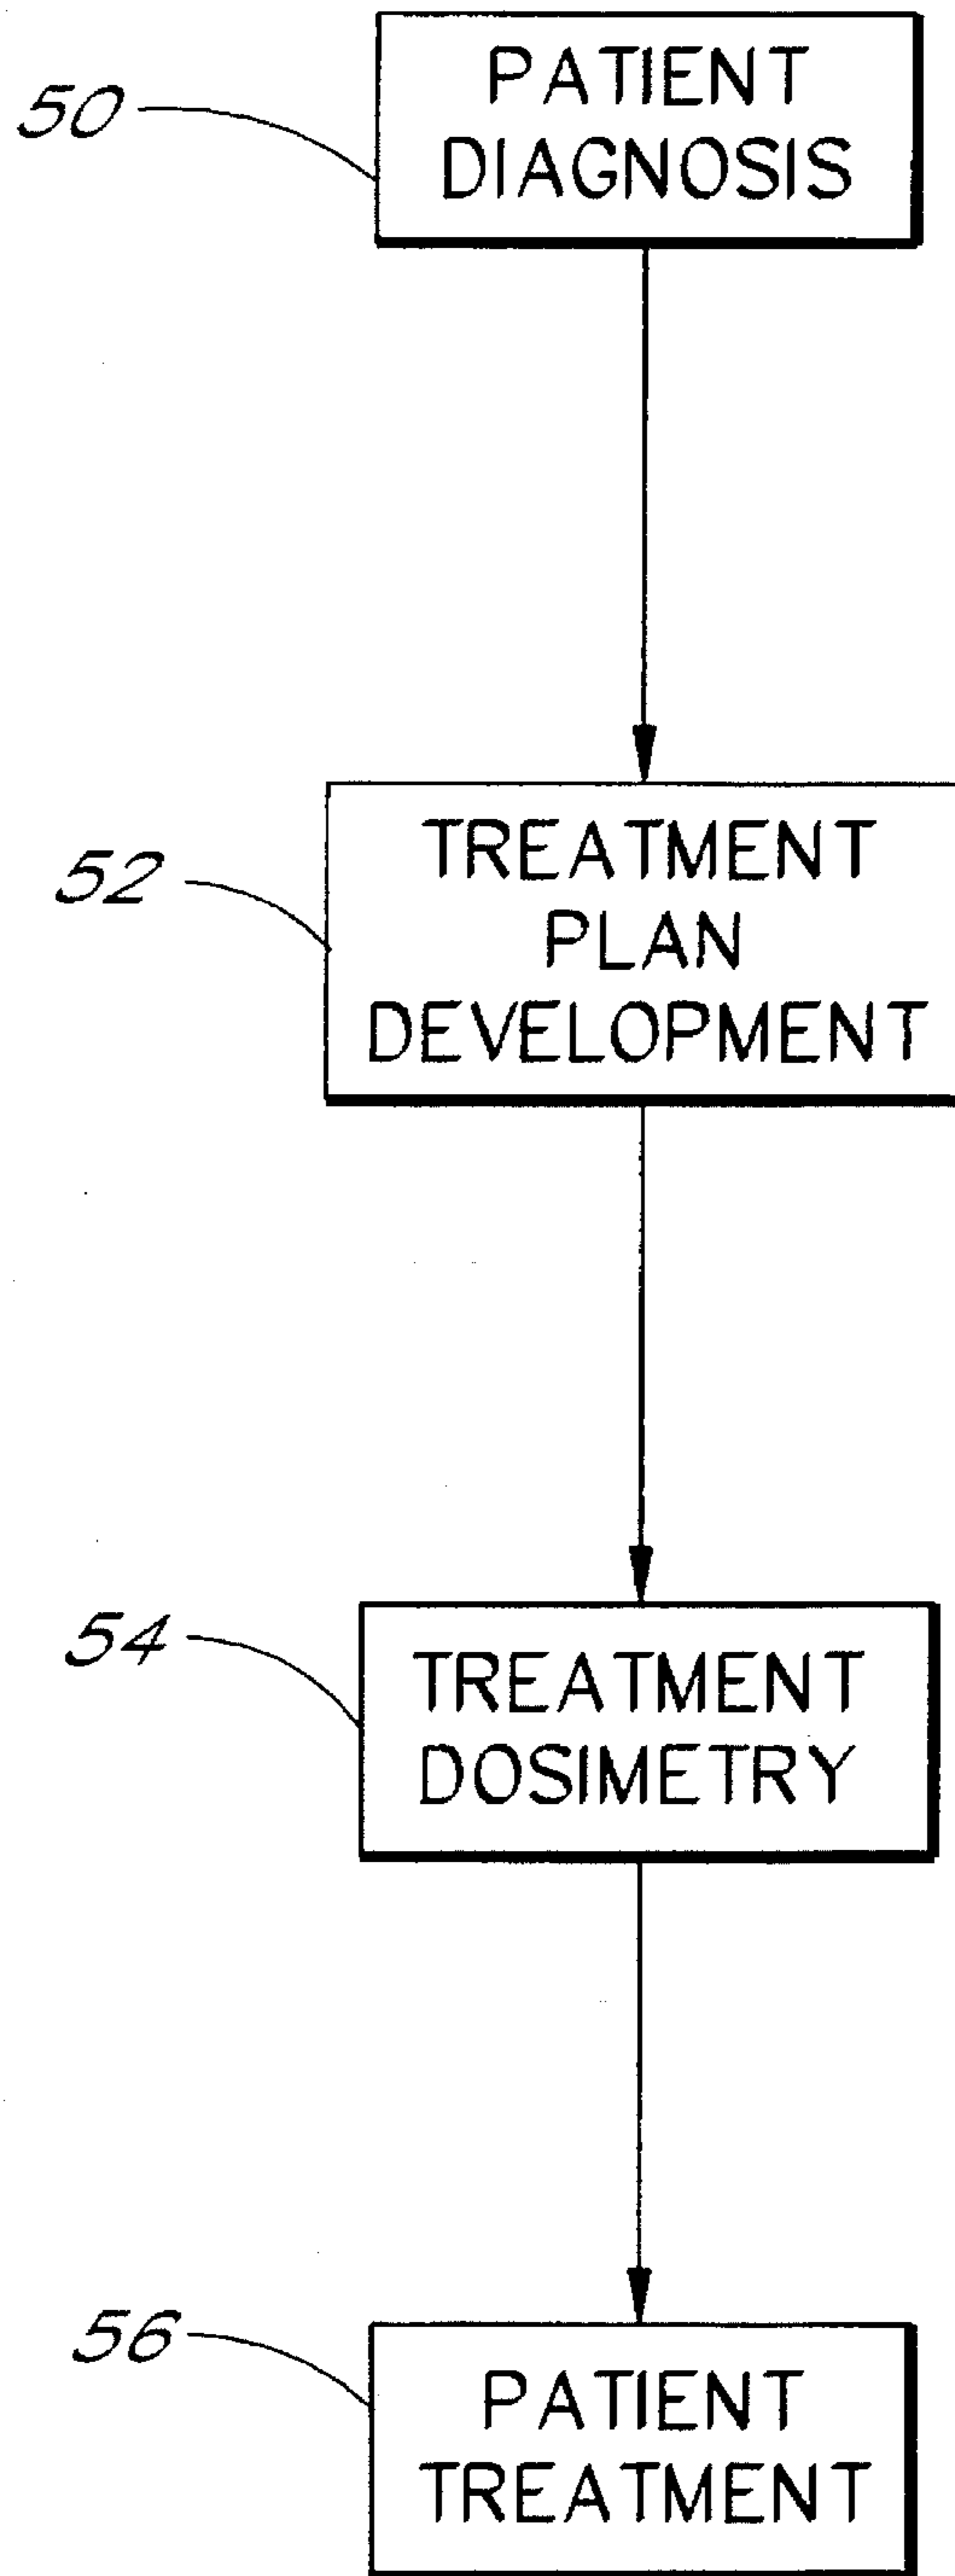 50
PATIENT
DIAGNOSIS
52
TREATMENT
PLAN
DEVELOPMENT
54
TREATMENT
DOSIMETRY
56
PATIENT
TREATMENT